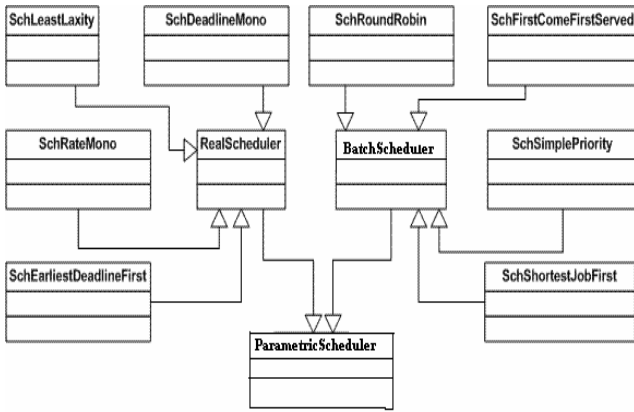 SchLeastLaxity
SchDeadlineMono
SchRoundRobin
SchFirstComeFirstServed
SchRateMono
RealScheduler
BatchScheduler
SchSimplePriority
SchEarliestDeadlineFirst
SchShortestJobFirst
ParametricScheduler